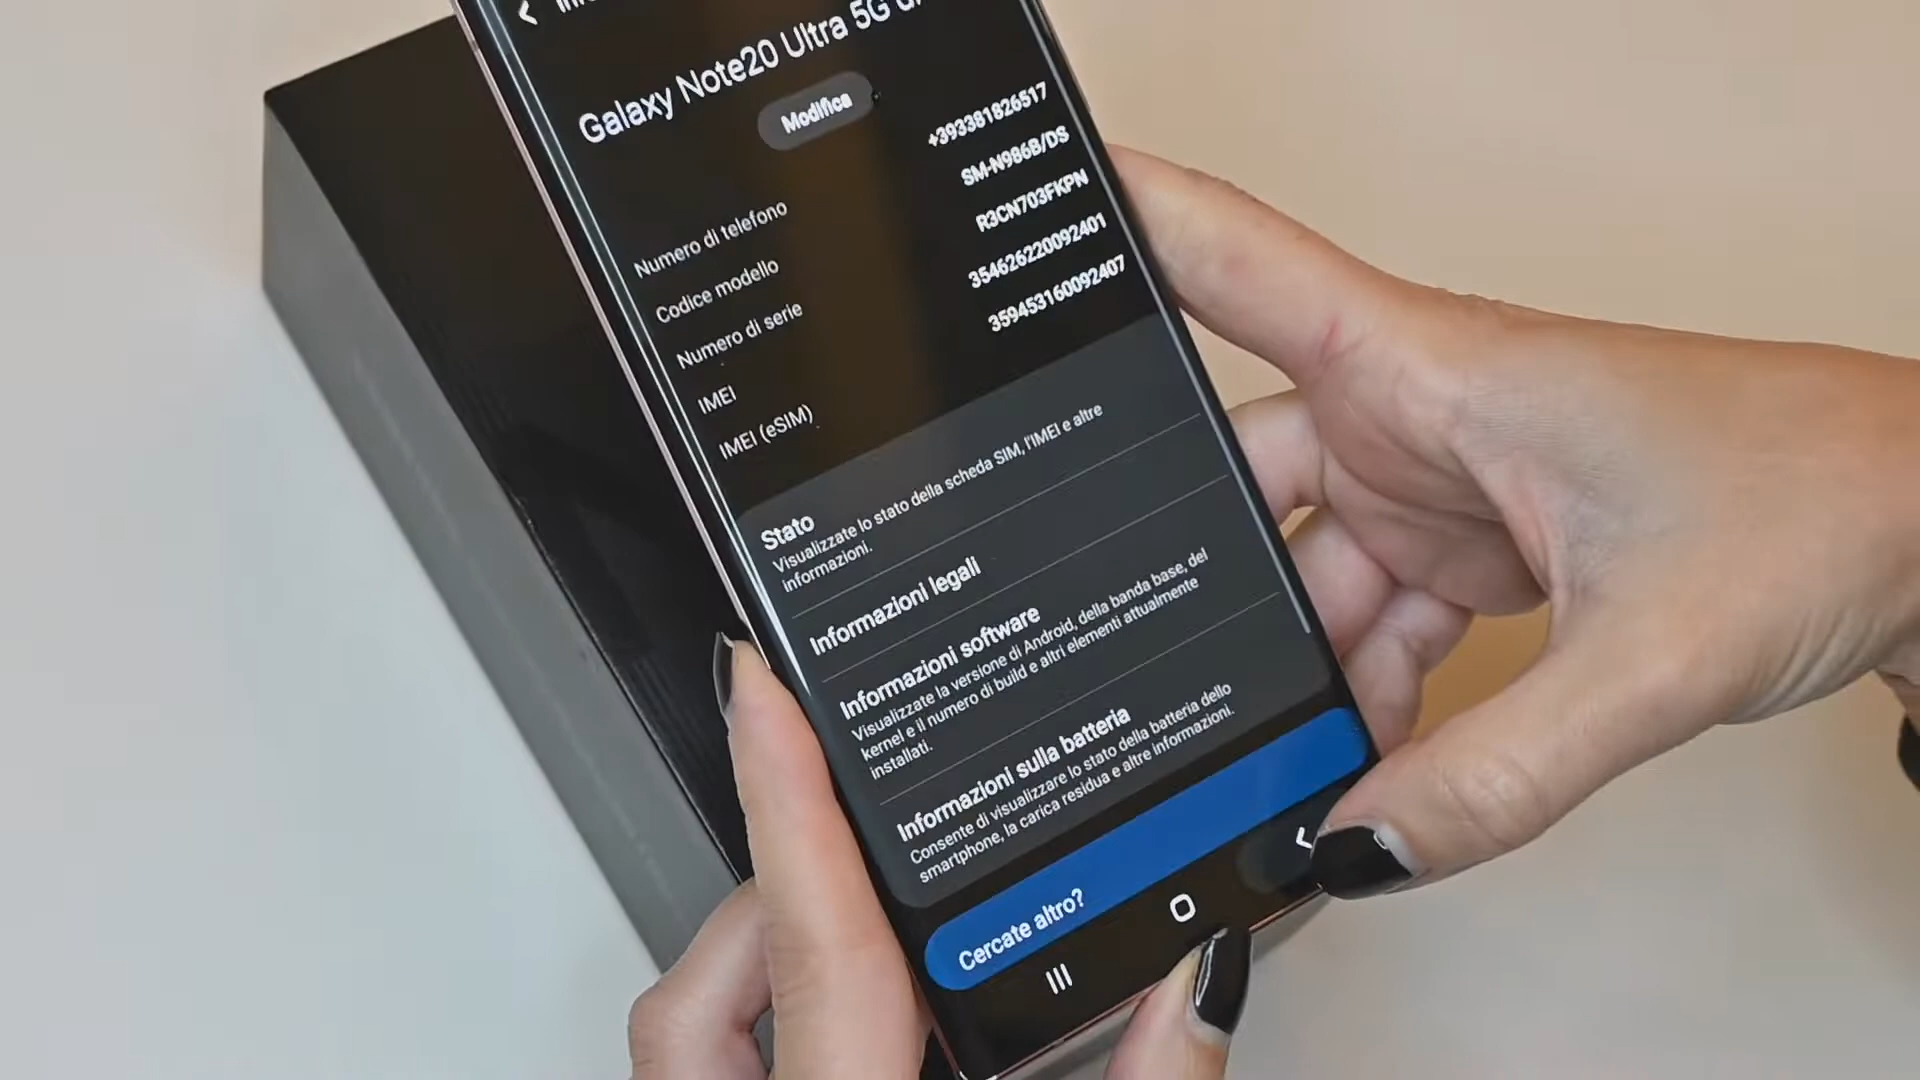 Galaxy Note20 Ultra 5G
Modifica
Numero di telefono +393381826517
Codice modello SM-N986B/DS
Numero di serie R3CN703FKPN
IMEI 354626220092401
IMEI (eSIM) 359453160092407
Stato
Visualizzate lo stato della scheda SIM, l'IMEI e altre
informazioni.
Informazioni legali
Informazioni software
Visualizzate la versione di Android, della banda base, del
kernel e il numero di build e altri elementi attualmente
installati.
Informazioni sulla batteria
Consente di visualizzare lo stato della batteria dello
smartphone, la carica residua e altre informazioni.
Cercate altro?